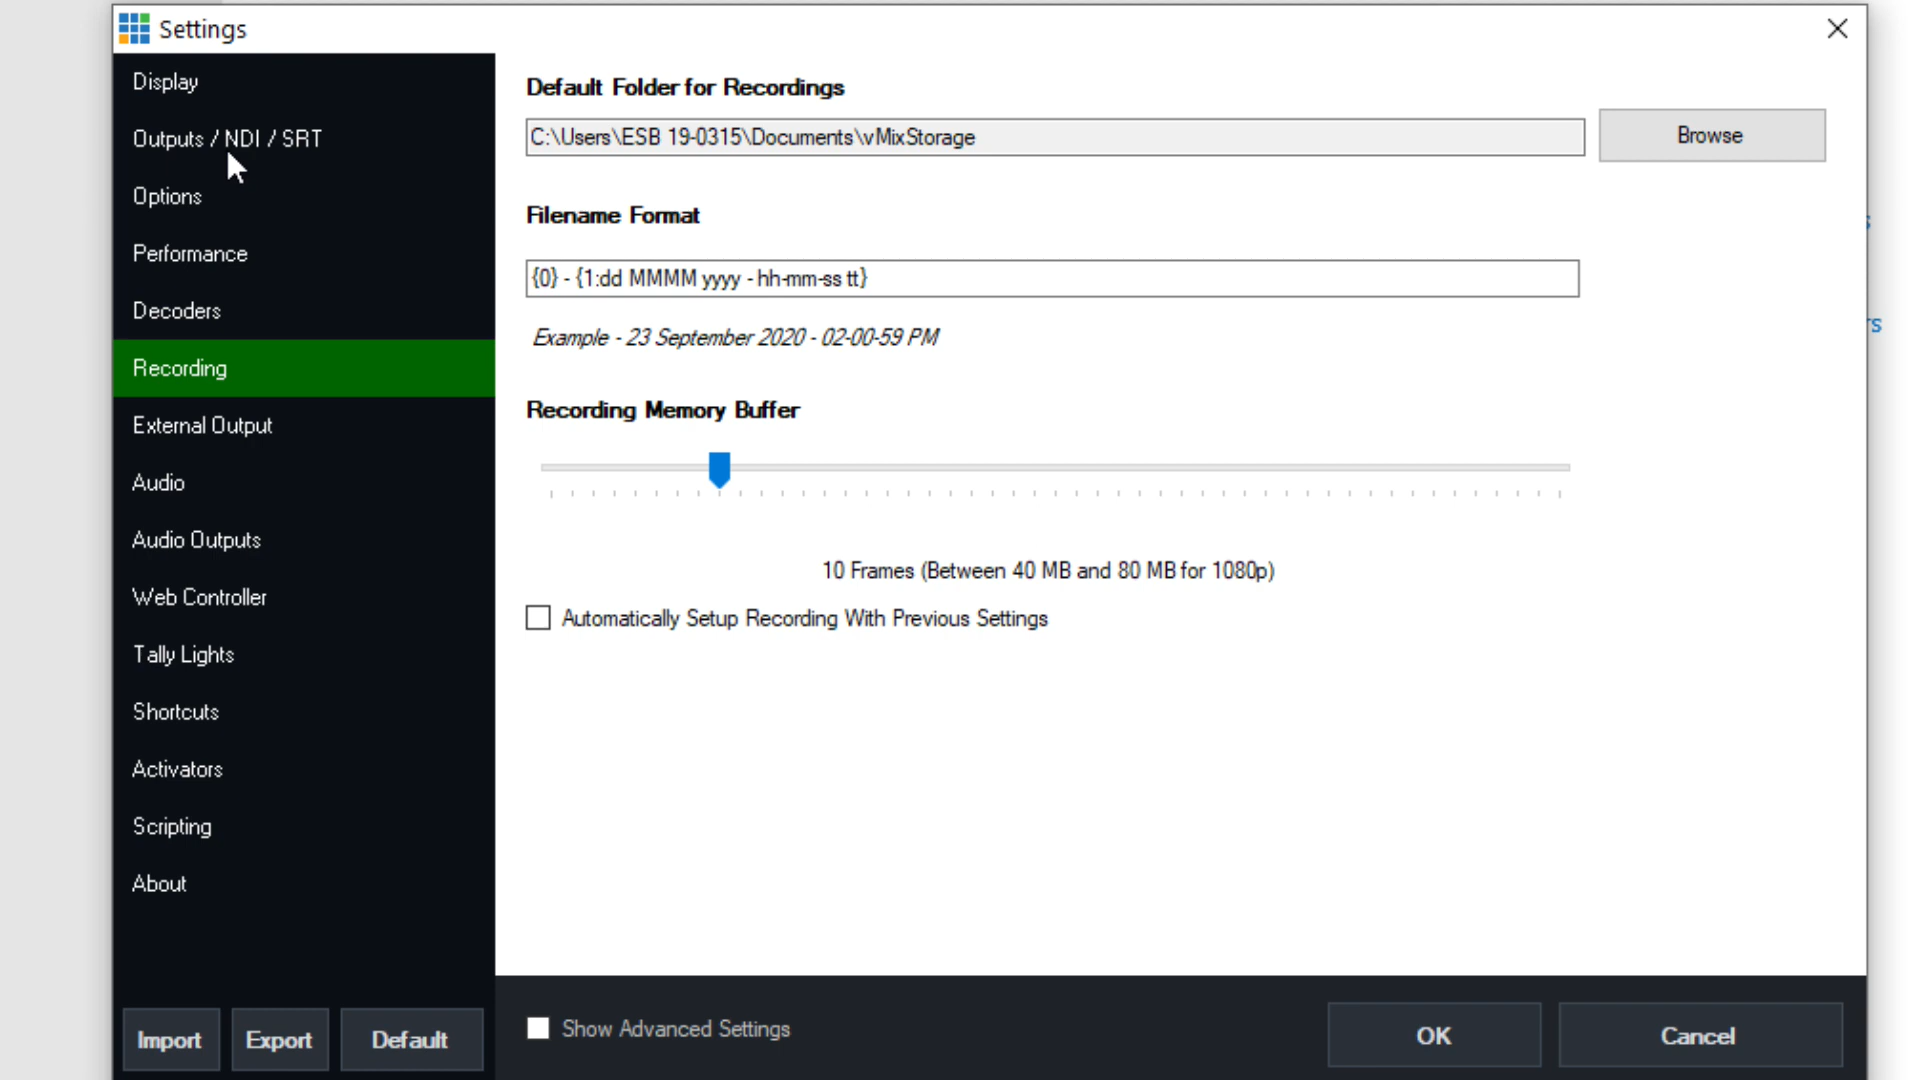 Settings
Display
Outputs / NDI / SRT
Options
Performance
Decoders
Recording
External Output
Audio
Audio Outputs
Web Controller
Tally Lights
Shortcuts
Activators
Scripting
About
Import
Export
Default
Default Folder for Recordings
C:\Users\ESB 19-0315\Documents\vMixStorage
Browse
Filename Format
{0} - {1:dd MMMM yyyy - hh-mm-ss tt}
Example - 23 September 2020 - 02-00-59 PM
Recording Memory Buffer
10 Frames (Between 40 MB and 80 MB for 1080p)
Automatically Setup Recording With Previous Settings
Show Advanced Settings
OK
Cancel